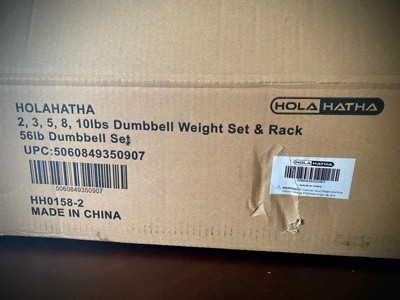 HOLAHATHA
HOLA HATHA
2, 3, 5, 8, 10lbs Dumbbell Weight Set & Rack
56lb Dumbbell Set
UPC:5060849350907
HOLA HATHA
5060849350907
HH0158-2
MADE IN CHINA